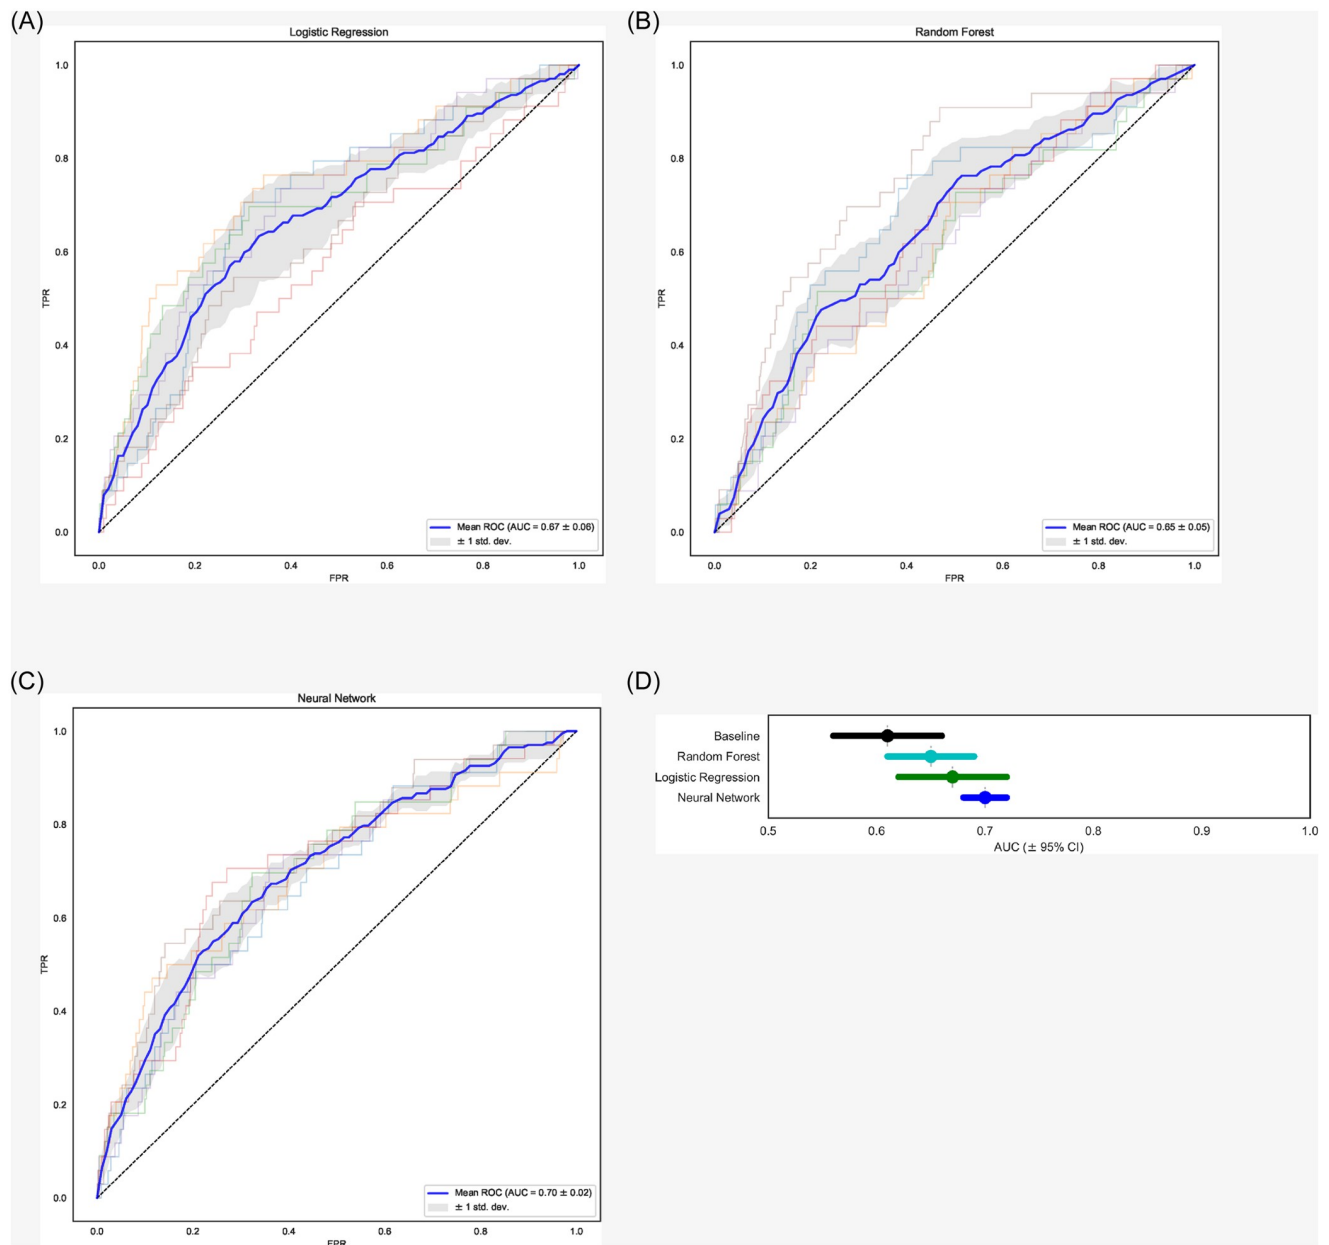 (A)
Logistic Regression
1.0
0.8
0.6
TPR
0.4
0.2
0.0
Mean ROC (AUC = 0.67 ± 0.06)
± 1 std. dev.
0.0 0.2 0.4 0.6 0.8 1.0
FPR
(B)
Random Forest
1.0
0.8
0.6
TPR
0.4
0.2
0.0
Mean ROC (AUC = 0.65 ± 0.05)
± 1 std. dev.
0.0 0.2 0.4 0.6 0.8 1.0
FPR
(C)
Neural Network
1.0
0.8
0.6
TPR
0.4
0.2
0.0
Mean ROC (AUC = 0.70 ± 0.02)
± 1 std. dev.
0.0 0.2 0.4 0.6 0.8 1.0
FPR
(D)
Baseline
Random Forest
Logistic Regression
Neural Network
0.5 0.6 0.7 0.8 0.9 1.0
AUC (± 95% CI)